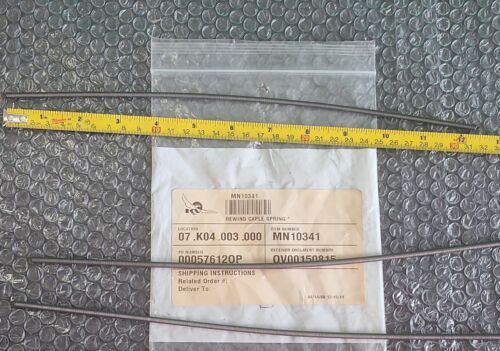 MN10341
REWIND CABLE SPRING
LOCATION
ITEM NUMBER
07.K04.003.000
MN10341
PO NUMBER
RECEIVER DOCUMENT NUMBER
000576120P
OV00150815
SHIPPING INSTRUCTIONS
Related Order #:
Deliver To: